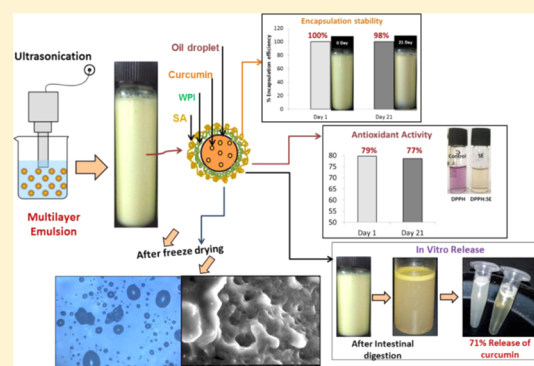 Ultrasonication
Multilayer
Emulsion
Oil droplet
Curcumin
WPI
SA
After freeze drying
Encapsulation stability
% Encapsulation efficiency
120
100
80
60
40
20
0
100%
98%
0 Day
21 Day
Day 1
Day 21
Antioxidant Activity
80
75
70
65
60
55
50
79%
77%
Day 1
Day 21
Control
SE
DPPH
DPPH:SE
In Vitro Release
After Intestinal
digestion
71% Release of
curcumin